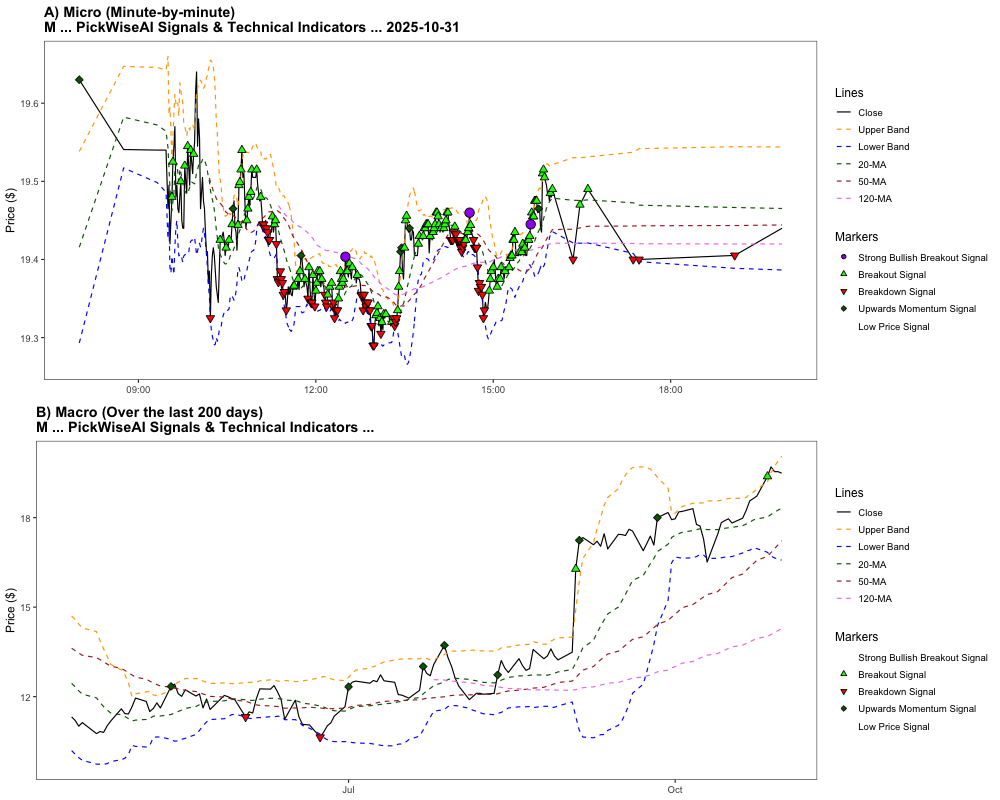 A) Micro (Minute-by-minute)
M ... PickWiseAI Signals & Technical Indicators ... 2025-10-31
Price ($)
19.6
19.5
19.4
19.3
09:00
12:00
15:00
18:00
Lines
Close
Upper Band
Lower Band
20-MA
50-MA
120-MA
Markers
Strong Bullish Breakout Signal
Breakout Signal
Breakdown Signal
Upwards Momentum Signal
Low Price Signal
B) Macro (Over the last 200 days)
M ... PickWiseAI Signals & Technical Indicators ...
Price ($)
18
15
12
Jul
Oct
Lines
Close
Upper Band
Lower Band
20-MA
50-MA
120-MA
Markers
Strong Bullish Breakout Signal
Breakout Signal
Breakdown Signal
Upwards Momentum Signal
Low Price Signal